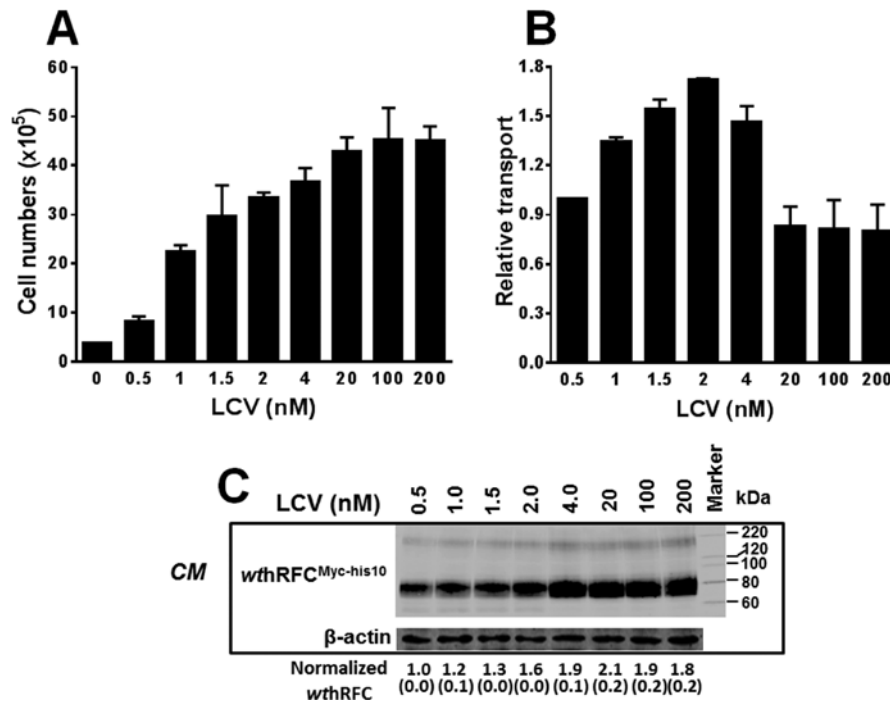 A
Cell numbers (x10⁵)
60
50
40
30
20
10
0
0 0.5 1 1.5 2 4 20 100 200
LCV (nM)
B
Relative transport
1.8
1.5
1.2
0.9
0.6
0.3
0.0
0.5 1 1.5 2 4 20 100 200
LCV (nM)
C
LCV (nM) 0.5 1.0 1.5 2.0 4.0 20 100 200 Marker kDa
CM
wthRFC^Myc-his10
220
120
100
80
60
β-actin
Normalized 1.0 1.2 1.3 1.6 1.9 2.1 1.9 1.8
wthRFC (0.0) (0.1) (0.0) (0.0) (0.1) (0.2) (0.2) (0.2)